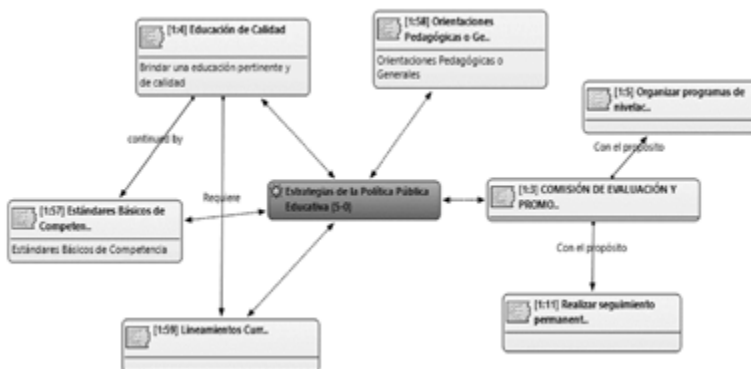 [1:4] Educación de Calidad
Brindar una educación pertinente y
de calidad
[1:58] Orientaciones
Pedagógicas o Ge..
Orientaciones Pedagógicas o
Generales
[1:5] Organizar programas de
nivelac..
continued by
Con el propósito
Requiere
Estrategias de la Política Pública
Educativa {5-0}
[1:3] COMISIÓN DE EVALUACIÓN Y
PROMO..
[1:57] Estándares Básicos de
Competen..
Estándares Básicos de Competencia
Con el propósito
[1:11] Realizar seguimiento
permanent..
[1:59] Lineamientos Curr..